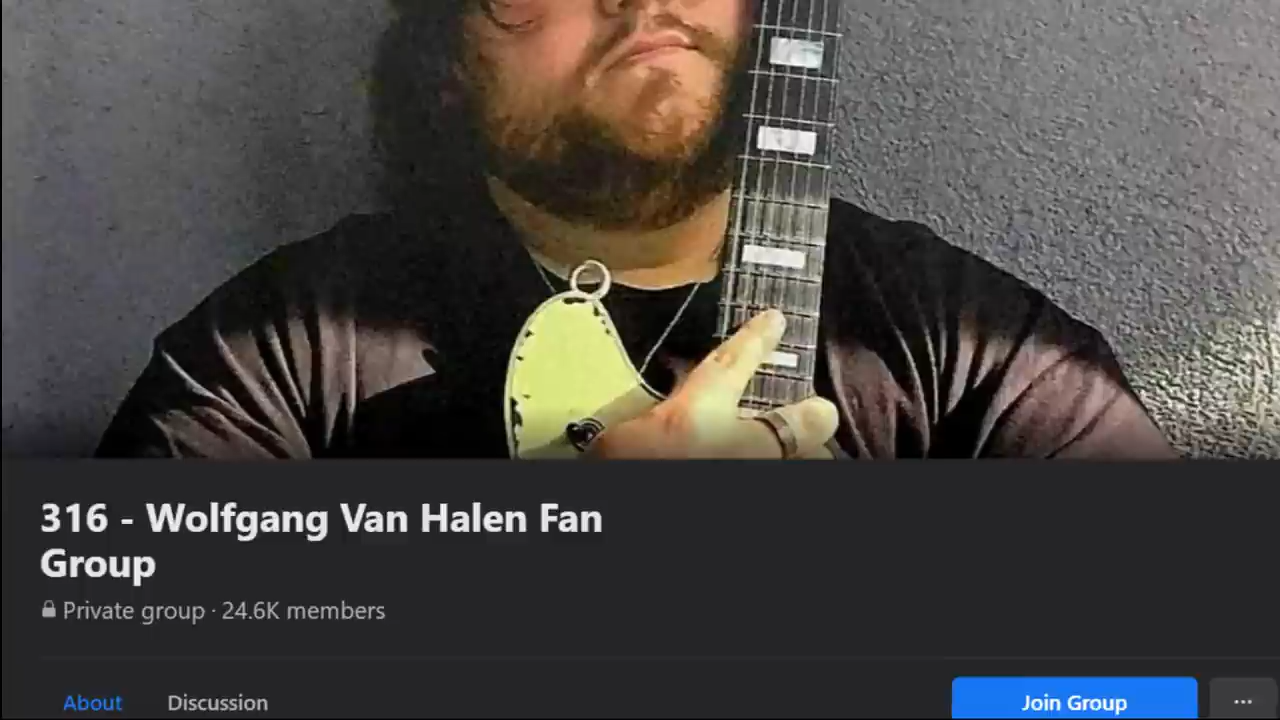 316 - Wolfgang Van Halen Fan
Group
Private group · 24.6K members
About Discussion Join Group ...